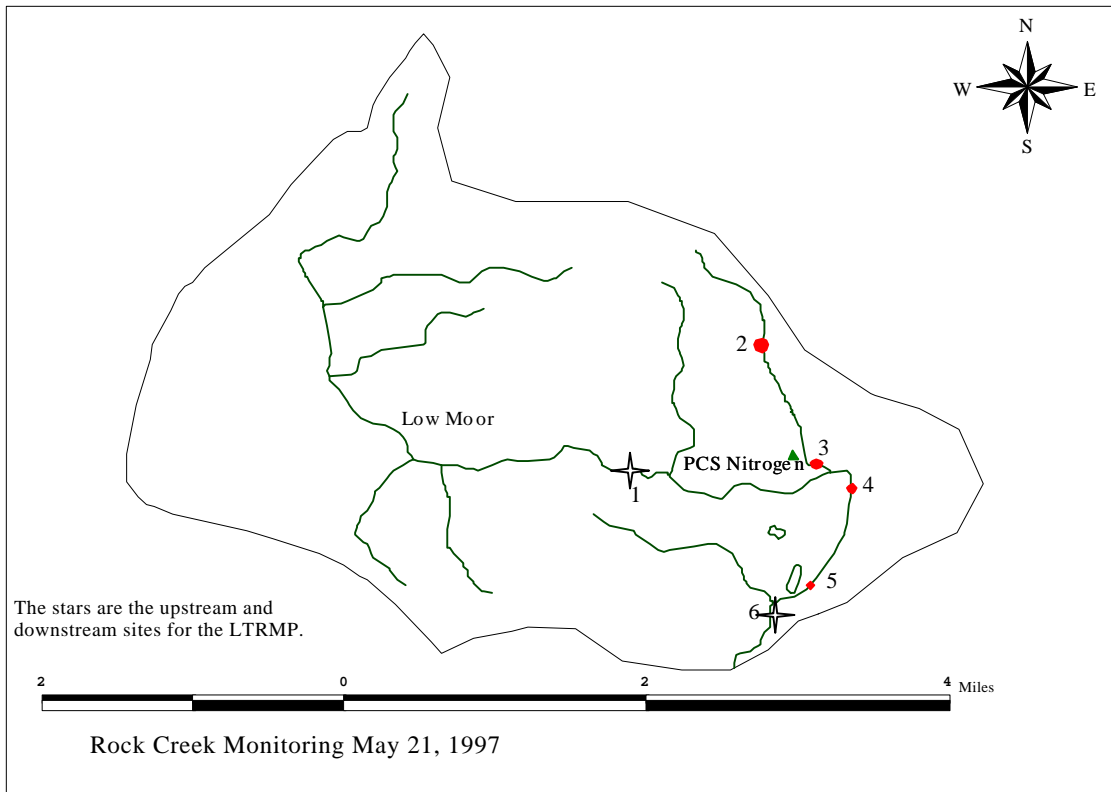 N
W E
S
2
Low Moor
PCS Nitrogen
3
1
4
5
6
The stars are the upstream and
downstream sites for the LTRMP.
2 0 2 4 Miles
Rock Creek Monitoring May 21, 1997